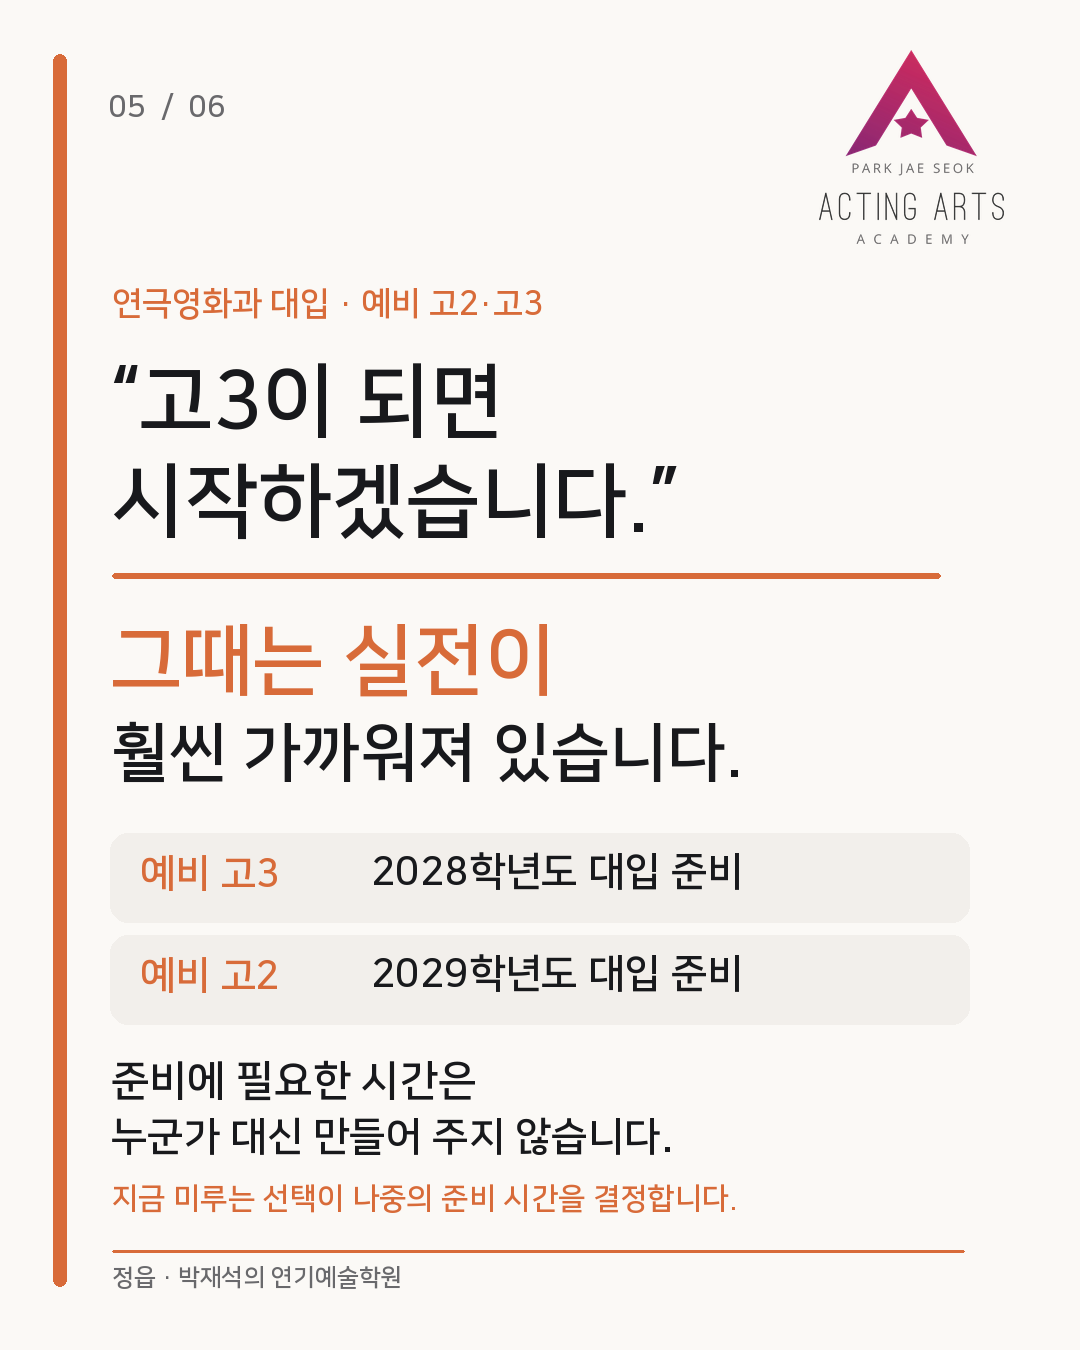 05 / 06
PARK JAE SEOK
ACTING ARTS
ACADEMY
연극영화과 대입 · 예비 고2·고3
“고3이 되면
시작하겠습니다.”
그때는 실전이
훨씬 가까워져 있습니다.
예비 고3 2028학년도 대입 준비
예비 고2 2029학년도 대입 준비
준비에 필요한 시간은
누군가 대신 만들어 주지 않습니다.
지금 미루는 선택이 나중의 준비 시간을 결정합니다.
정읍 · 박재석의 연기예술학원